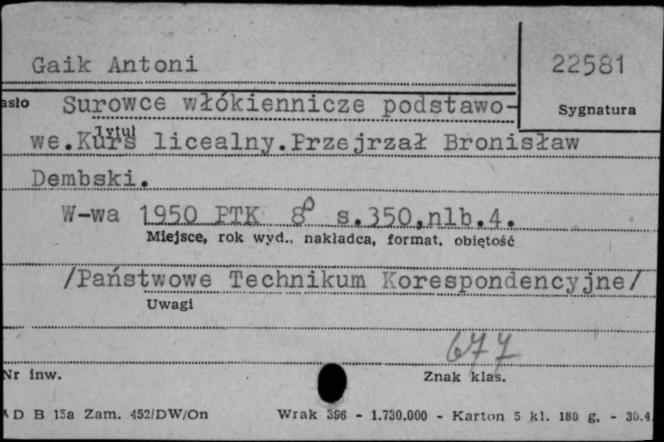 Gaik Antoni
22581
asło
Surowce włókiennicze podstawo-
Sygnatura
Tytuł
we.Kurs licealny.Przejrzał Bronisław
Dembski.
W-wa 1950 PTK 8° s.350,nlb.4.
Miejsce, rok wyd., nakładca, format, objętość
/Państwowe Technikum Korespondencyjne/
Uwagi
677
Nr inw.
Znak klas.
A D B 15a Zam. 452/DW/On Wrak 396 - 1.730.000 - Karton 5 kl. 180 g. - 30.4